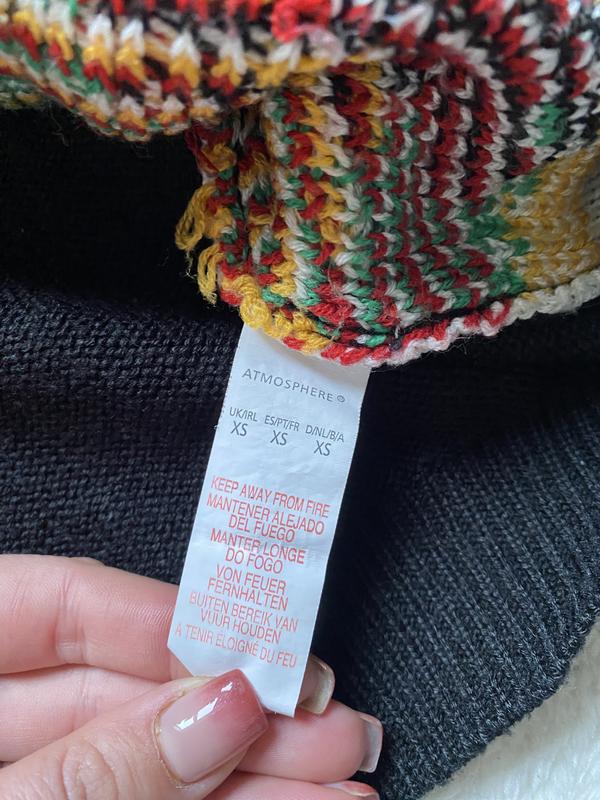 ATMOSPHERE®
UK/IRL ES/PT/FR D/NL/B/A
XS XS XS
KEEP AWAY FROM FIRE
MANTENER ALEJADO
DEL FUEGO
MANTER LONGE
DO FOGO
VON FEUER
FERNHALTEN
BUITEN BEREIK VAN
VUUR HOUDEN
A TENIR ÉLOIGNÉ DU FEU